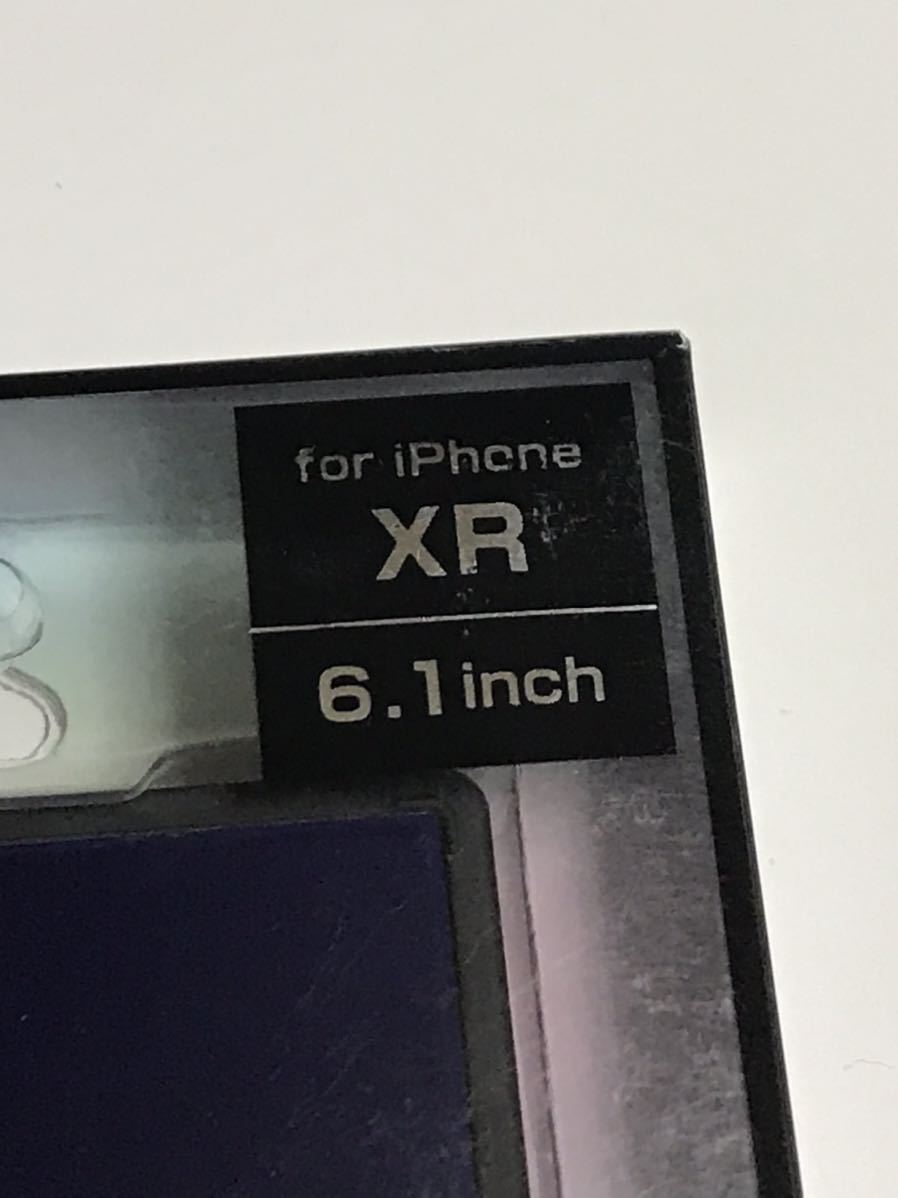 for iPhone
XR
6.1inch